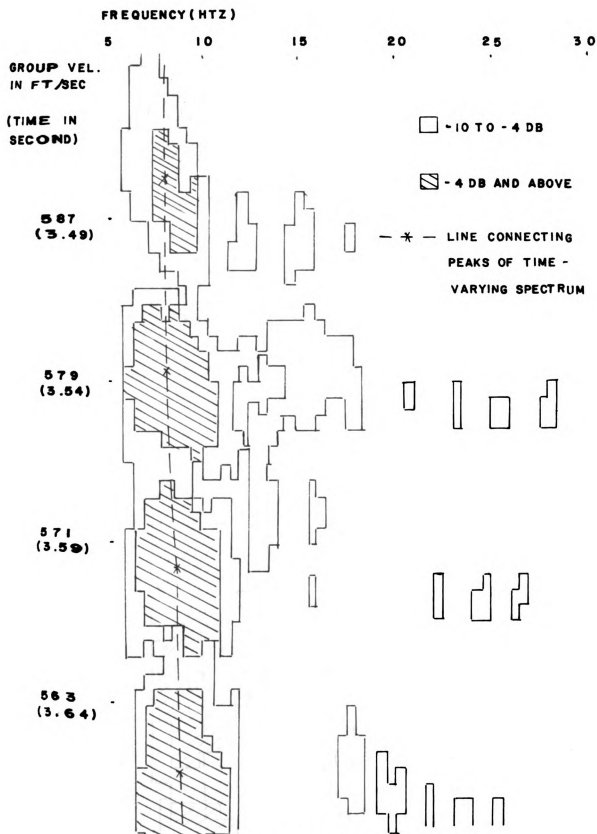 FREQUENCY (HTZ)
5 10 15 20 25 30
GROUP VEL.
IN FT/SEC
(TIME IN
SECOND)
- 10 TO - 4 DB
- 4 DB AND ABOVE
— * — LINE CONNECTING
PEAKS OF TIME -
VARYING SPECTRUM
587
(3.49)
579
(3.54)
571
(3.59)
563
(3.64)